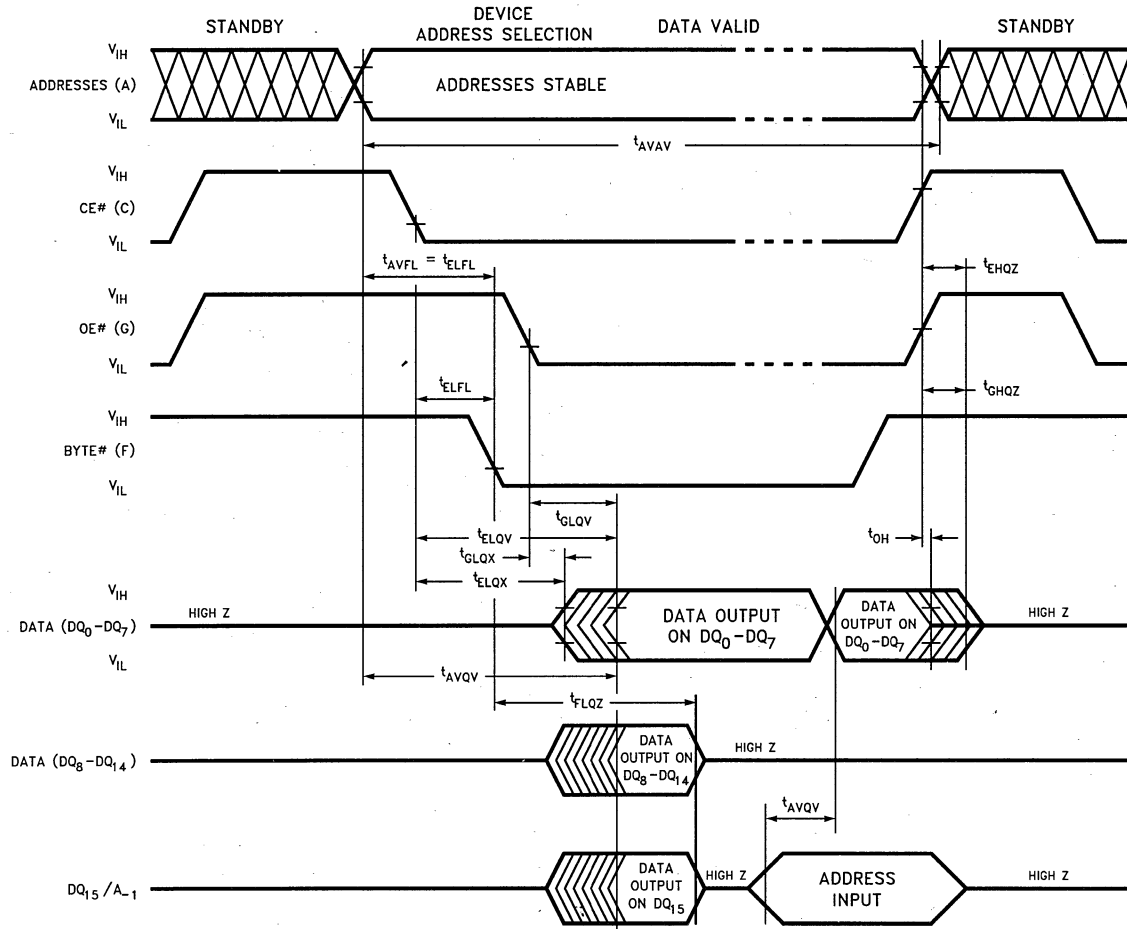 STANDBY
DEVICE
ADDRESS SELECTION
DATA VALID
STANDBY
V_IH
ADDRESSES (A)
ADDRESSES STABLE
V_IL
t_AVAV
V_IH
CE# (C)
V_IL
t_AVFL = t_ELFL
t_EHQZ
V_IH
OE# (G)
V_IL
t_ELFL
t_GHQZ
V_IH
BYTE# (F)
V_IL
t_GLQV
t_ELQV
t_OH
t_GLQX
t_ELQX
V_IH
HIGH Z
DATA (DQ_0-DQ_7)
V_IL
DATA OUTPUT
ON DQ_0-DQ_7
DATA
OUTPUT ON
DQ_0-DQ_7
HIGH Z
t_AVQV
t_FLQZ
DATA (DQ_8-DQ_14)
DATA
OUTPUT ON
DQ_8-DQ_14
HIGH Z
t_AVQV
DQ_15/A_-1
DATA
OUTPUT
ON DQ_15
HIGH Z
ADDRESS
INPUT
HIGH Z